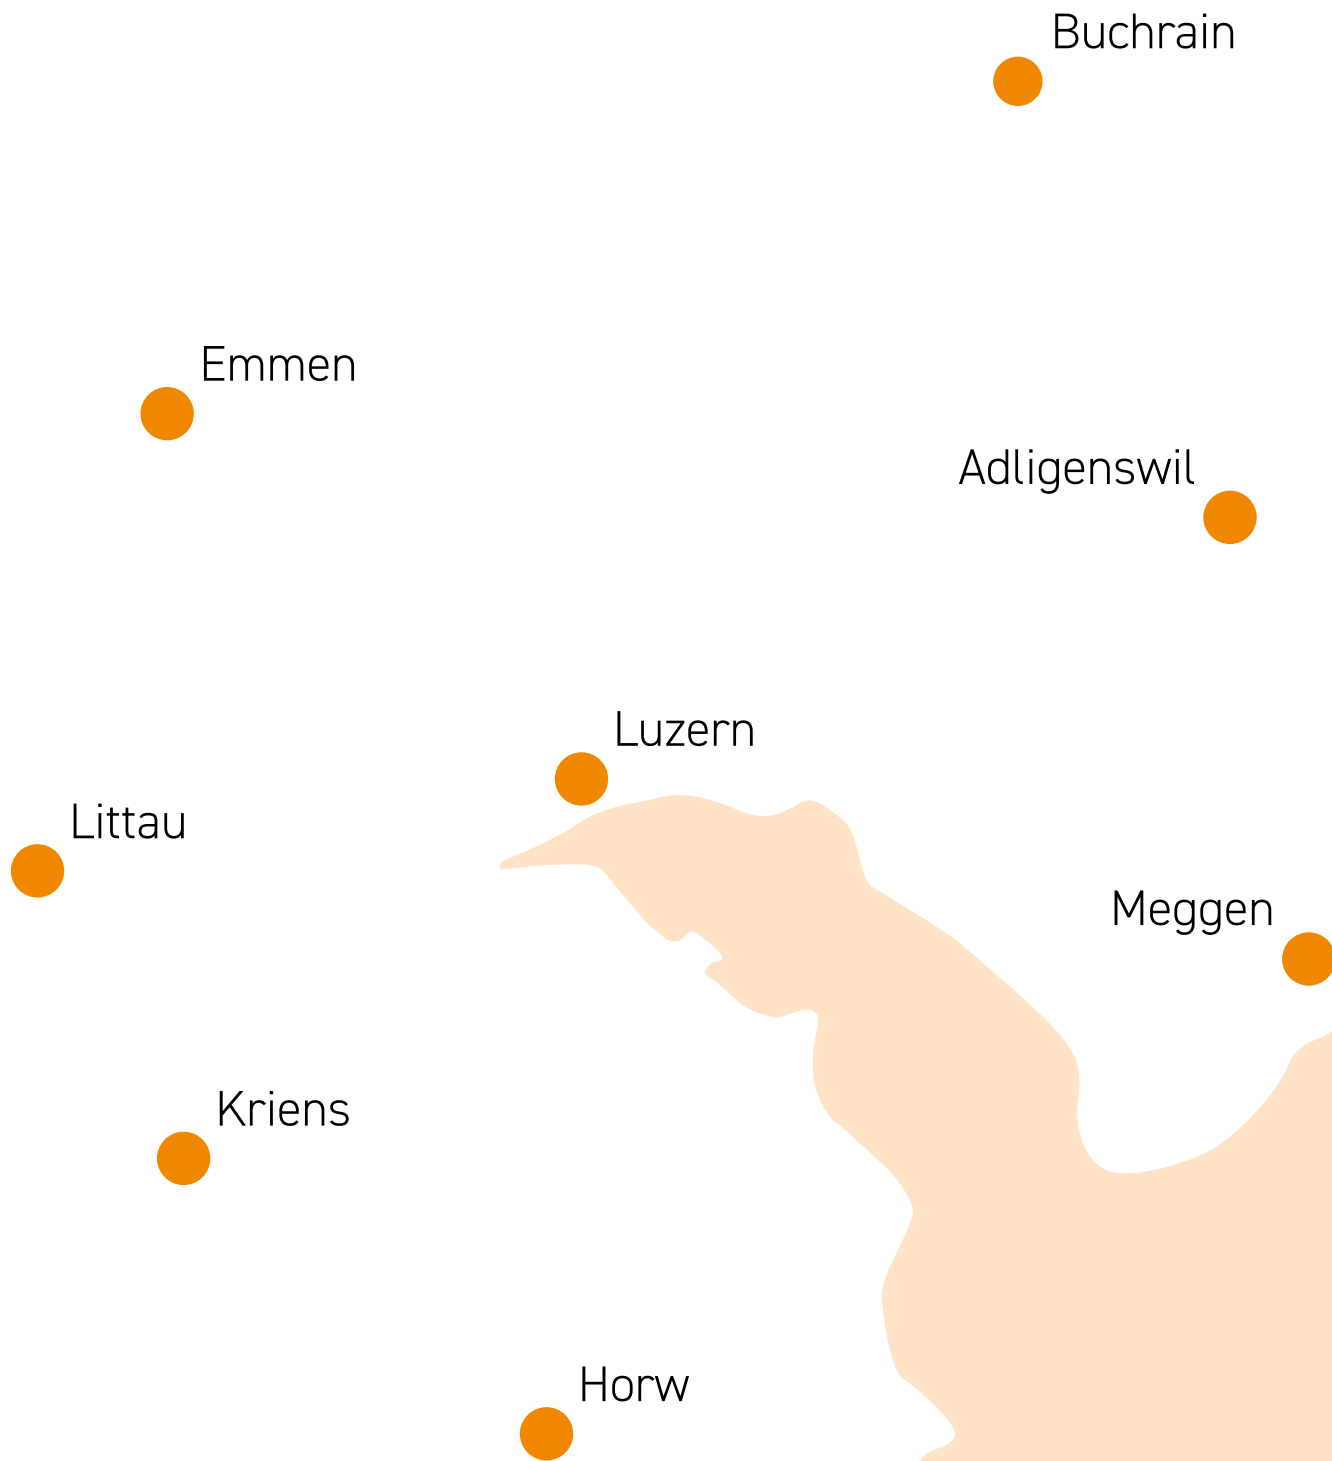 Buchrain
Emmen
Adligenswil
Luzern
Littau
Meggen
Kriens
Horw